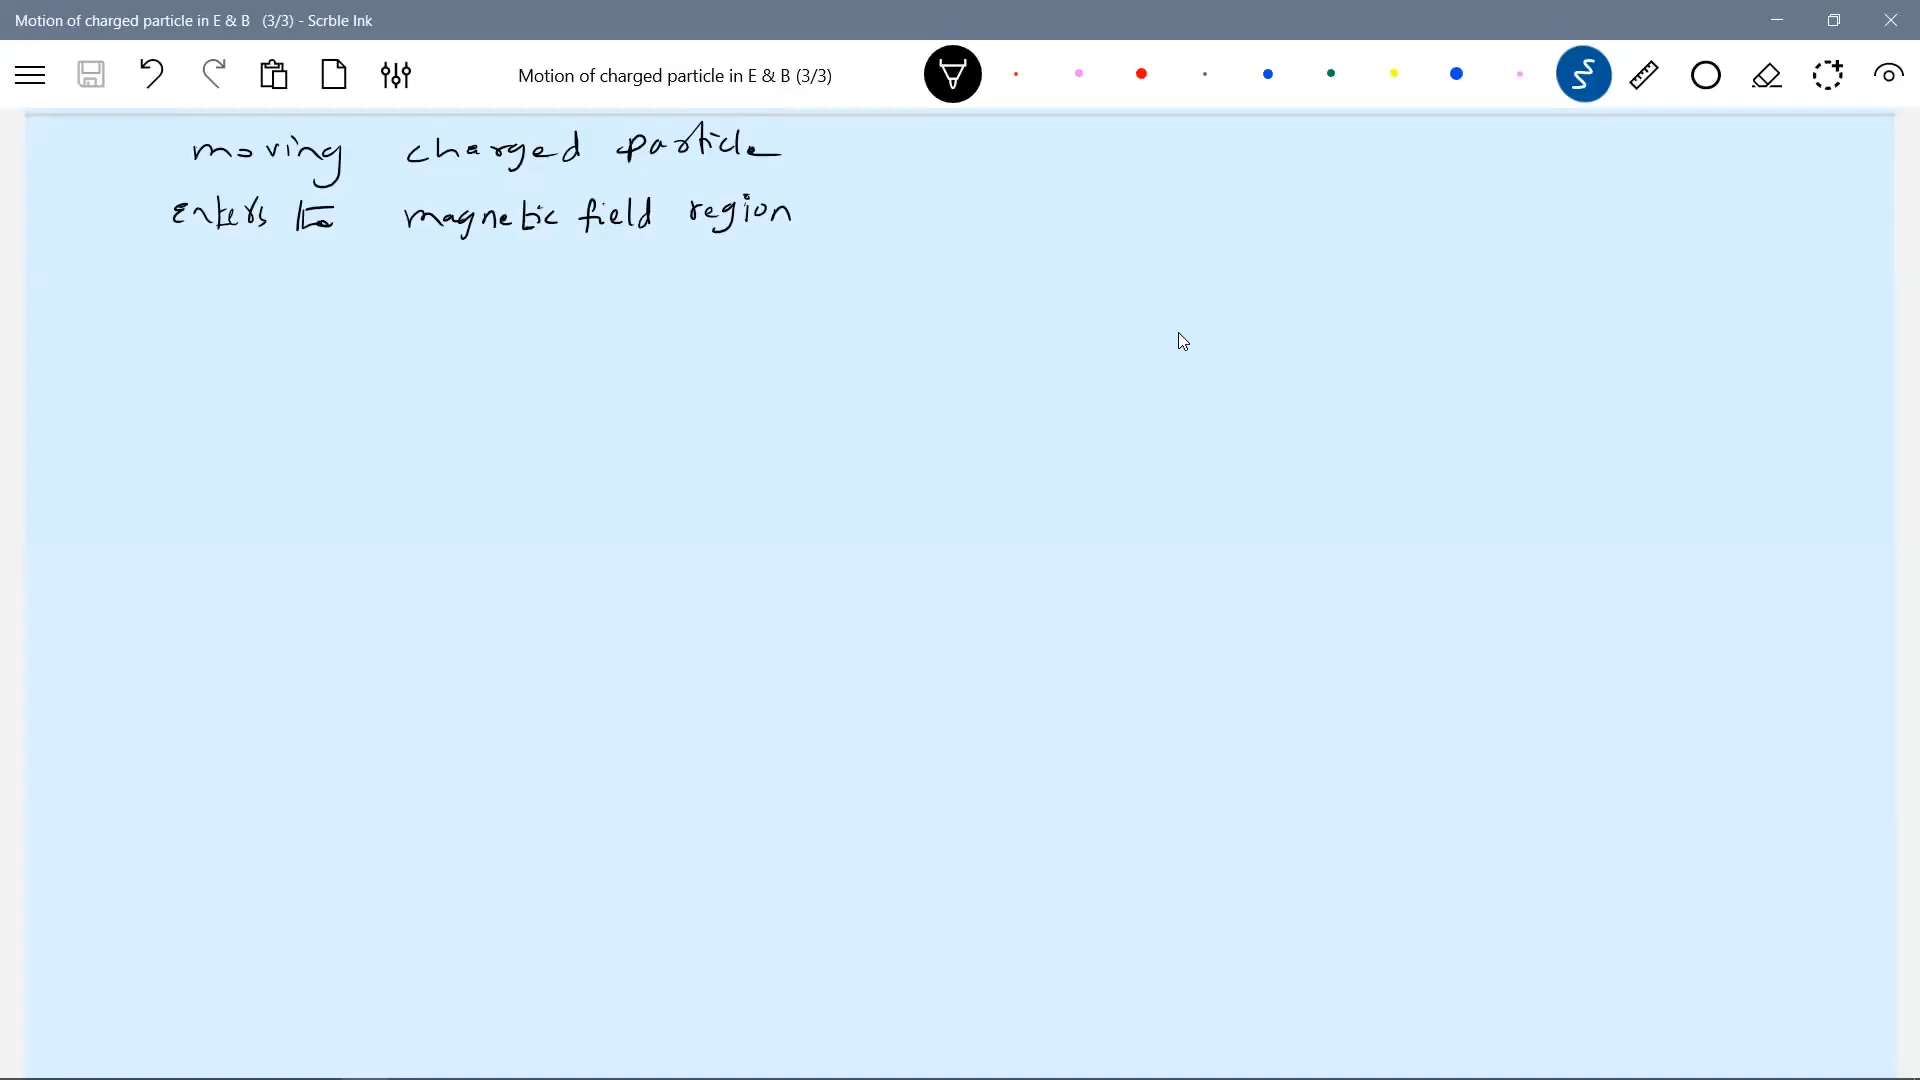 Motion of charged particle in E & B (3/3) - Scrble Ink
Motion of charged particle in E & B (3/3)
moving charged particle
enters magnetic field region